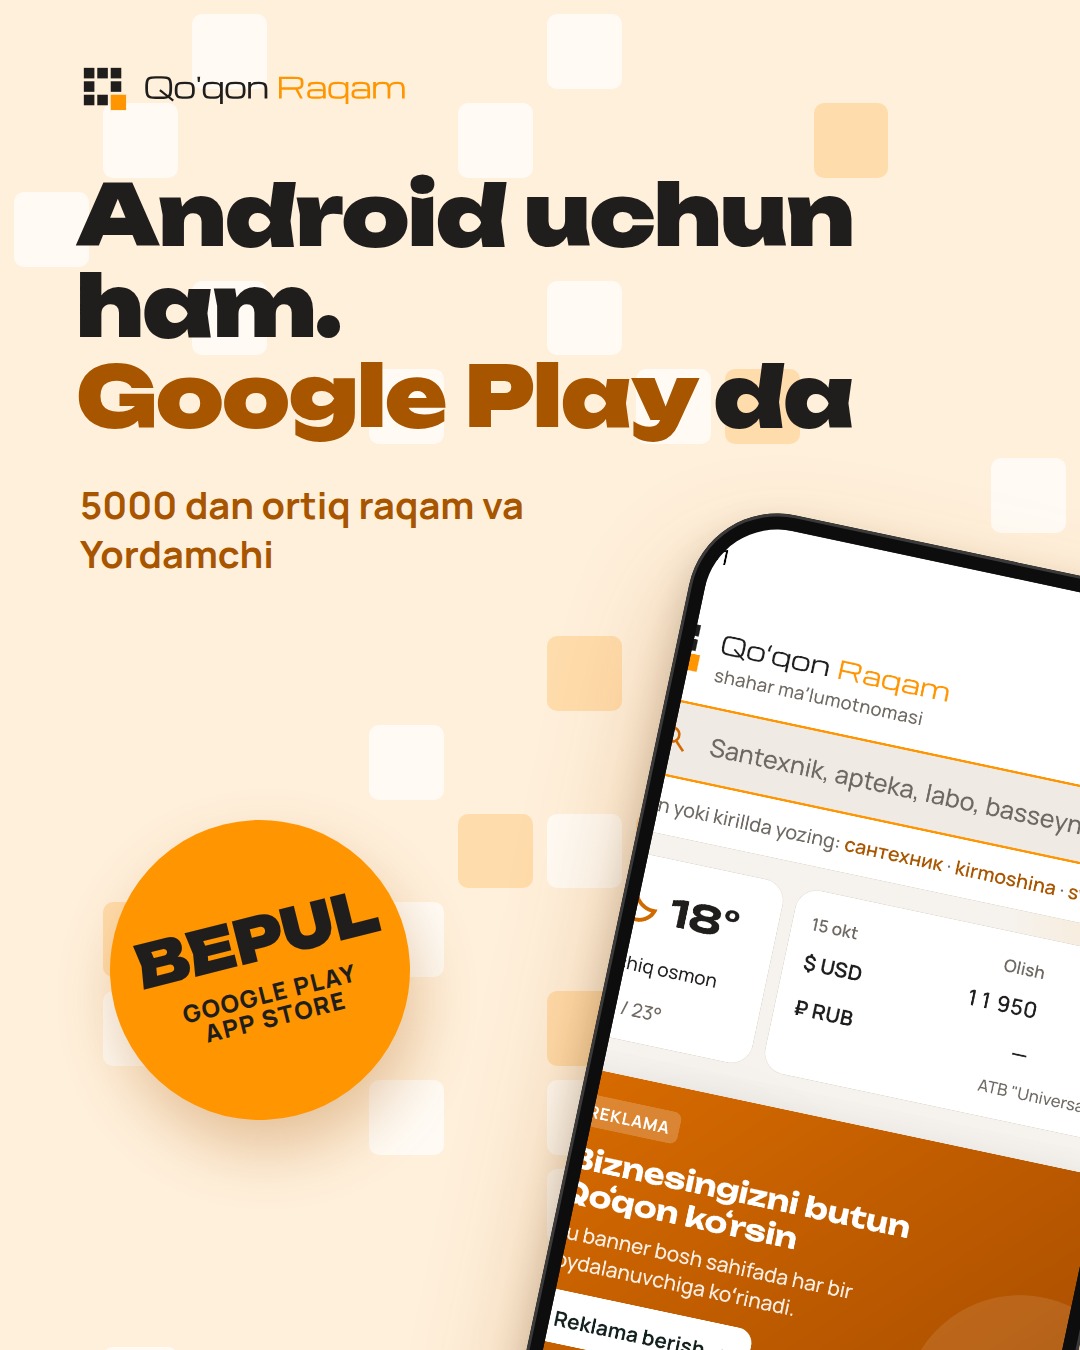 Qo'qon Raqam
Android uchun
ham.
Google Play da
5000 dan ortiq raqam va
Yordamchi
Qo‘qon Raqam
shahar ma’lumotnomasi
Santexnik, apteka, labo, basseyn
yoki kirillda yozing: сантехник · kirmoshina ·
18°
osmon
/ 23°
15 okt
Olish
$ USD
11 950
₽ RUB
—
ATB "Universa
BEPUL
GOOGLE PLAY
APP STORE
REKLAMA
Biznesingizni butun
Qo‘qon ko‘rsin
banner bosh sahifada har bir
oydalanuvchiga ko‘rinadi.
Reklama berish